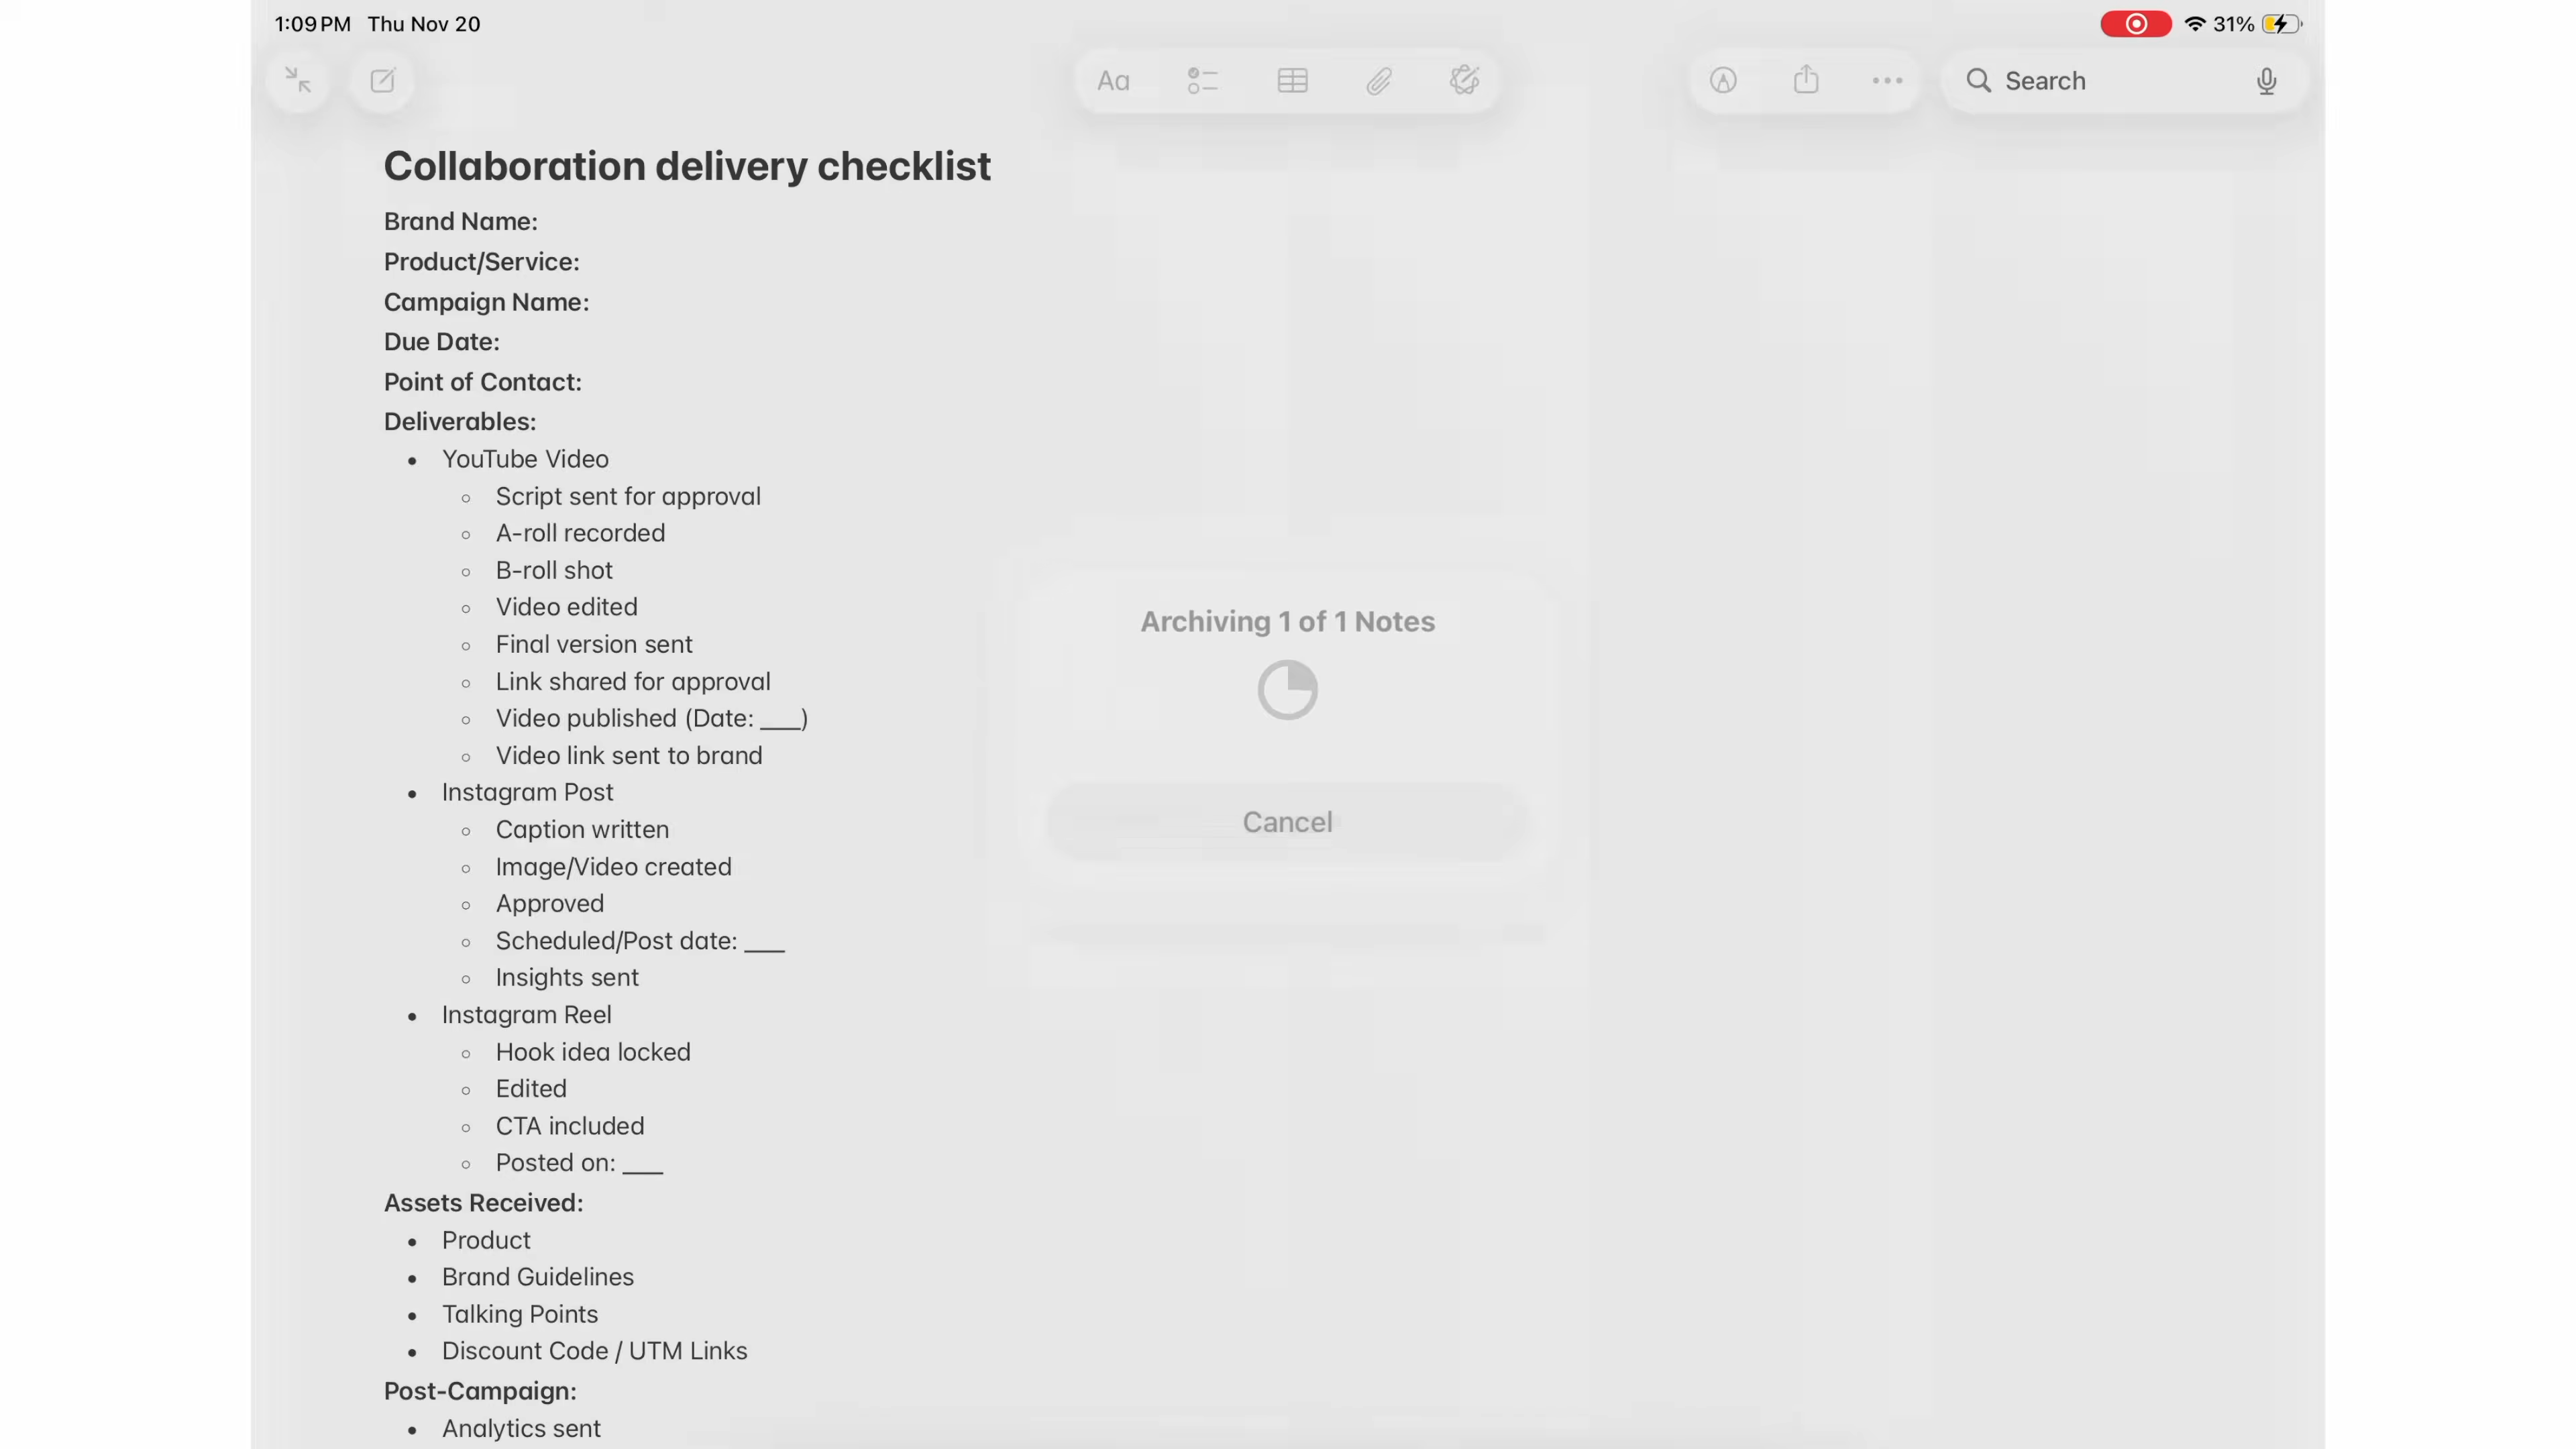 1:09 PM Thu Nov 20
31%
Aa
Search
Collaboration delivery checklist
Brand Name:
Product/Service:
Campaign Name:
Due Date:
Point of Contact:
Deliverables:
• YouTube Video
◦ Script sent for approval
◦ A-roll recorded
◦ B-roll shot
◦ Video edited
◦ Final version sent
◦ Link shared for approval
◦ Video published (Date: ___)
◦ Video link sent to brand
• Instagram Post
◦ Caption written
◦ Image/Video created
◦ Approved
◦ Scheduled/Post date: ___
◦ Insights sent
• Instagram Reel
◦ Hook idea locked
◦ Edited
◦ CTA included
◦ Posted on: ___
Assets Received:
• Product
• Brand Guidelines
• Talking Points
• Discount Code / UTM Links
Post-Campaign:
• Analytics sent
Archiving 1 of 1 Notes
Cancel